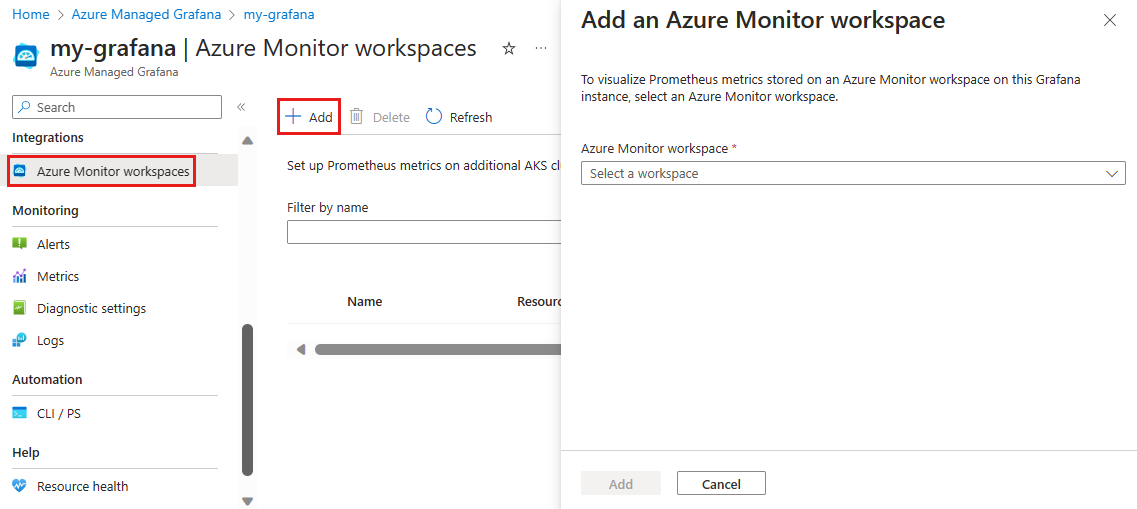 Home > Azure Managed Grafana > my-grafana
my-grafana | Azure Monitor workspaces
Azure Managed Grafana
Search
Integrations
Azure Monitor workspaces
Monitoring
Alerts
Metrics
Diagnostic settings
Logs
Automation
CLI / PS
Help
Resource health
Add
Delete
Refresh
Set up Prometheus metrics on additional AKS cl
Filter by name
Name
Resourc
Add an Azure Monitor workspace
To visualize Prometheus metrics stored on an Azure Monitor workspace on this Grafana
instance, select an Azure Monitor workspace.
Azure Monitor workspace *
Select a workspace
Add
Cancel